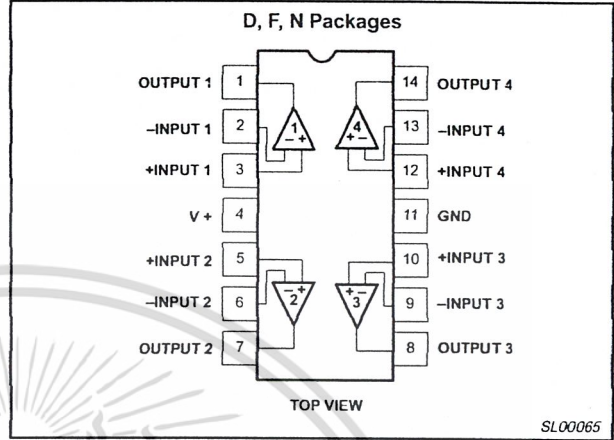 D, F, N Packages
OUTPUT 1 1 14 OUTPUT 4
–INPUT 1 2 13 –INPUT 4
1 4
– + + –
+INPUT 1 3 12 +INPUT 4
V + 4 11 GND
+INPUT 2 5 10 +INPUT 3
– + + –
2 3
–INPUT 2 6 9 –INPUT 3
OUTPUT 2 7 8 OUTPUT 3
TOP VIEW
SL00065